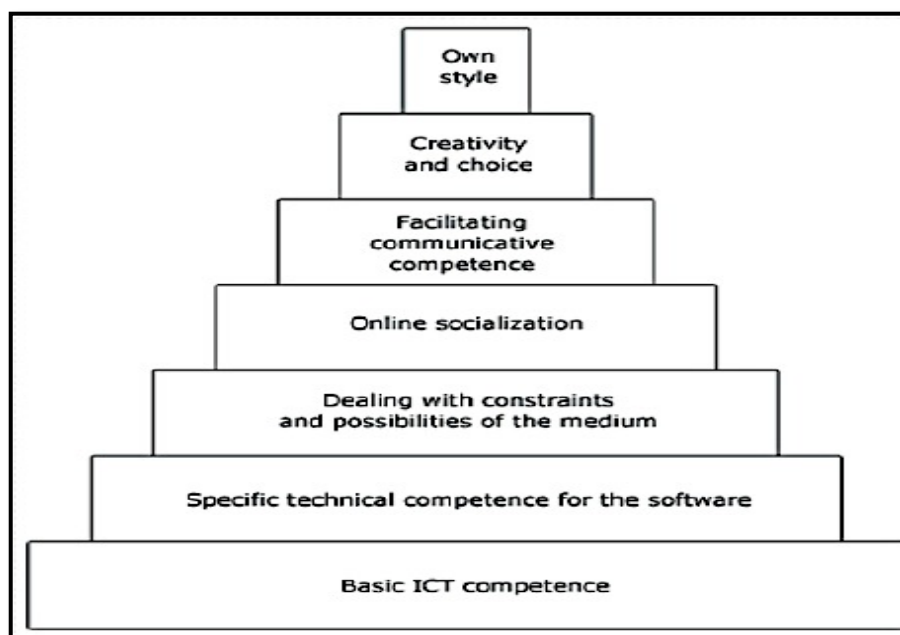 Own
style
Creativity
and choice
Facilitating
communicative
competence
Online socialization
Dealing with constraints
and possibilities of the medium
Specific technical competence for the software
Basic ICT competence